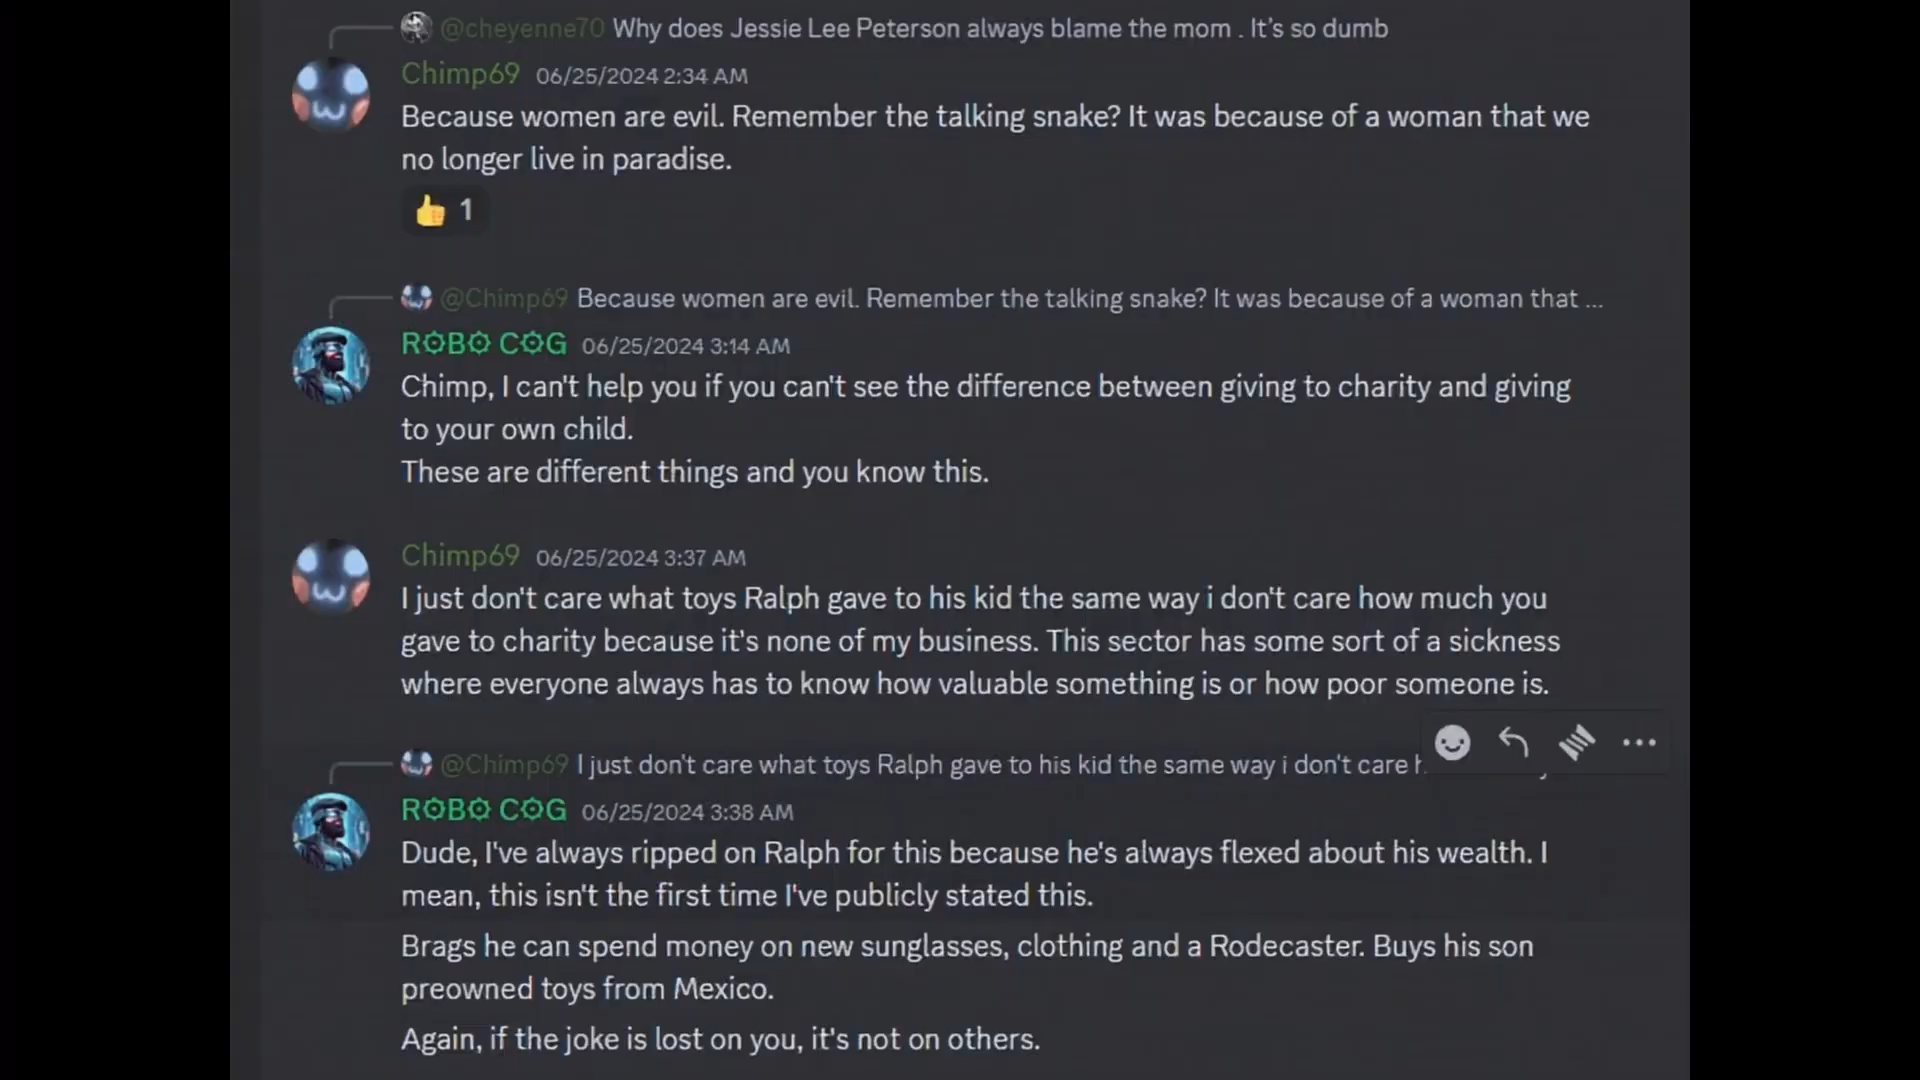 @cheyenne70 Why does Jessie Lee Peterson always blame the mom . It's so dumb
Chimp69 06/25/2024 2:34 AM
Because women are evil. Remember the talking snake? It was because of a woman that we
no longer live in paradise.
👍 1
@Chimp69 Because women are evil. Remember the talking snake? It was because of a woman that ...
R⚙B⚙ C⚙G 06/25/2024 3:14 AM
Chimp, I can't help you if you can't see the difference between giving to charity and giving
to your own child.
These are different things and you know this.
Chimp69 06/25/2024 3:37 AM
I just don't care what toys Ralph gave to his kid the same way i don't care how much you
gave to charity because it's none of my business. This sector has some sort of a sickness
where everyone always has to know how valuable something is or how poor someone is.
@Chimp69 I just don't care what toys Ralph gave to his kid the same way i don't care
R⚙B⚙ C⚙G 06/25/2024 3:38 AM
Dude, I've always ripped on Ralph for this because he's always flexed about his wealth. I
mean, this isn't the first time I've publicly stated this.
Brags he can spend money on new sunglasses, clothing and a Rodecaster. Buys his son
preowned toys from Mexico.
Again, if the joke is lost on you, it's not on others.